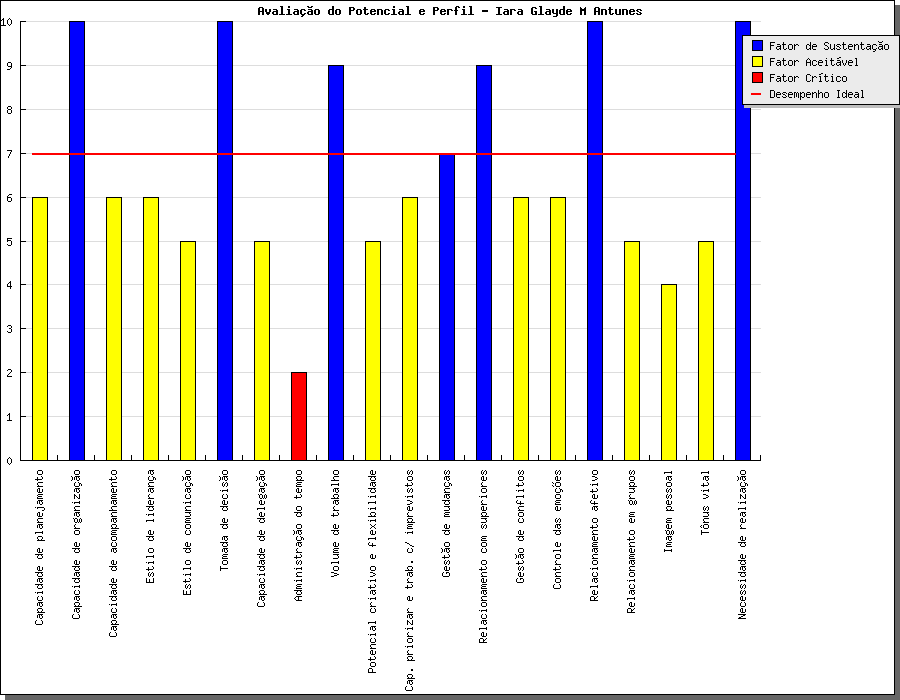 Avaliação do Potencial e Perfil - Iara Glayde M Antunes
Fator de Sustentação
Fator Aceitável
Fator Crítico
Desempenho Ideal
10
9
8
7
6
5
4
3
2
1
0
Capacidade de planejamento
Capacidade de organização
Capacidade de acompanhamento
Estilo de liderança
Estilo de comunicação
Tomada de decisão
Capacidade de delegação
Administração do tempo
Volume de trabalho
Potencial criativo e flexibilidade
Cap. priorizar e trab. c/ imprevistos
Gestão de mudanças
Relacionamento com superiores
Gestão de conflitos
Controle das emoções
Relacionamento afetivo
Relacionamento em grupos
Imagem pessoal
Tônus vital
Necessidade de realização